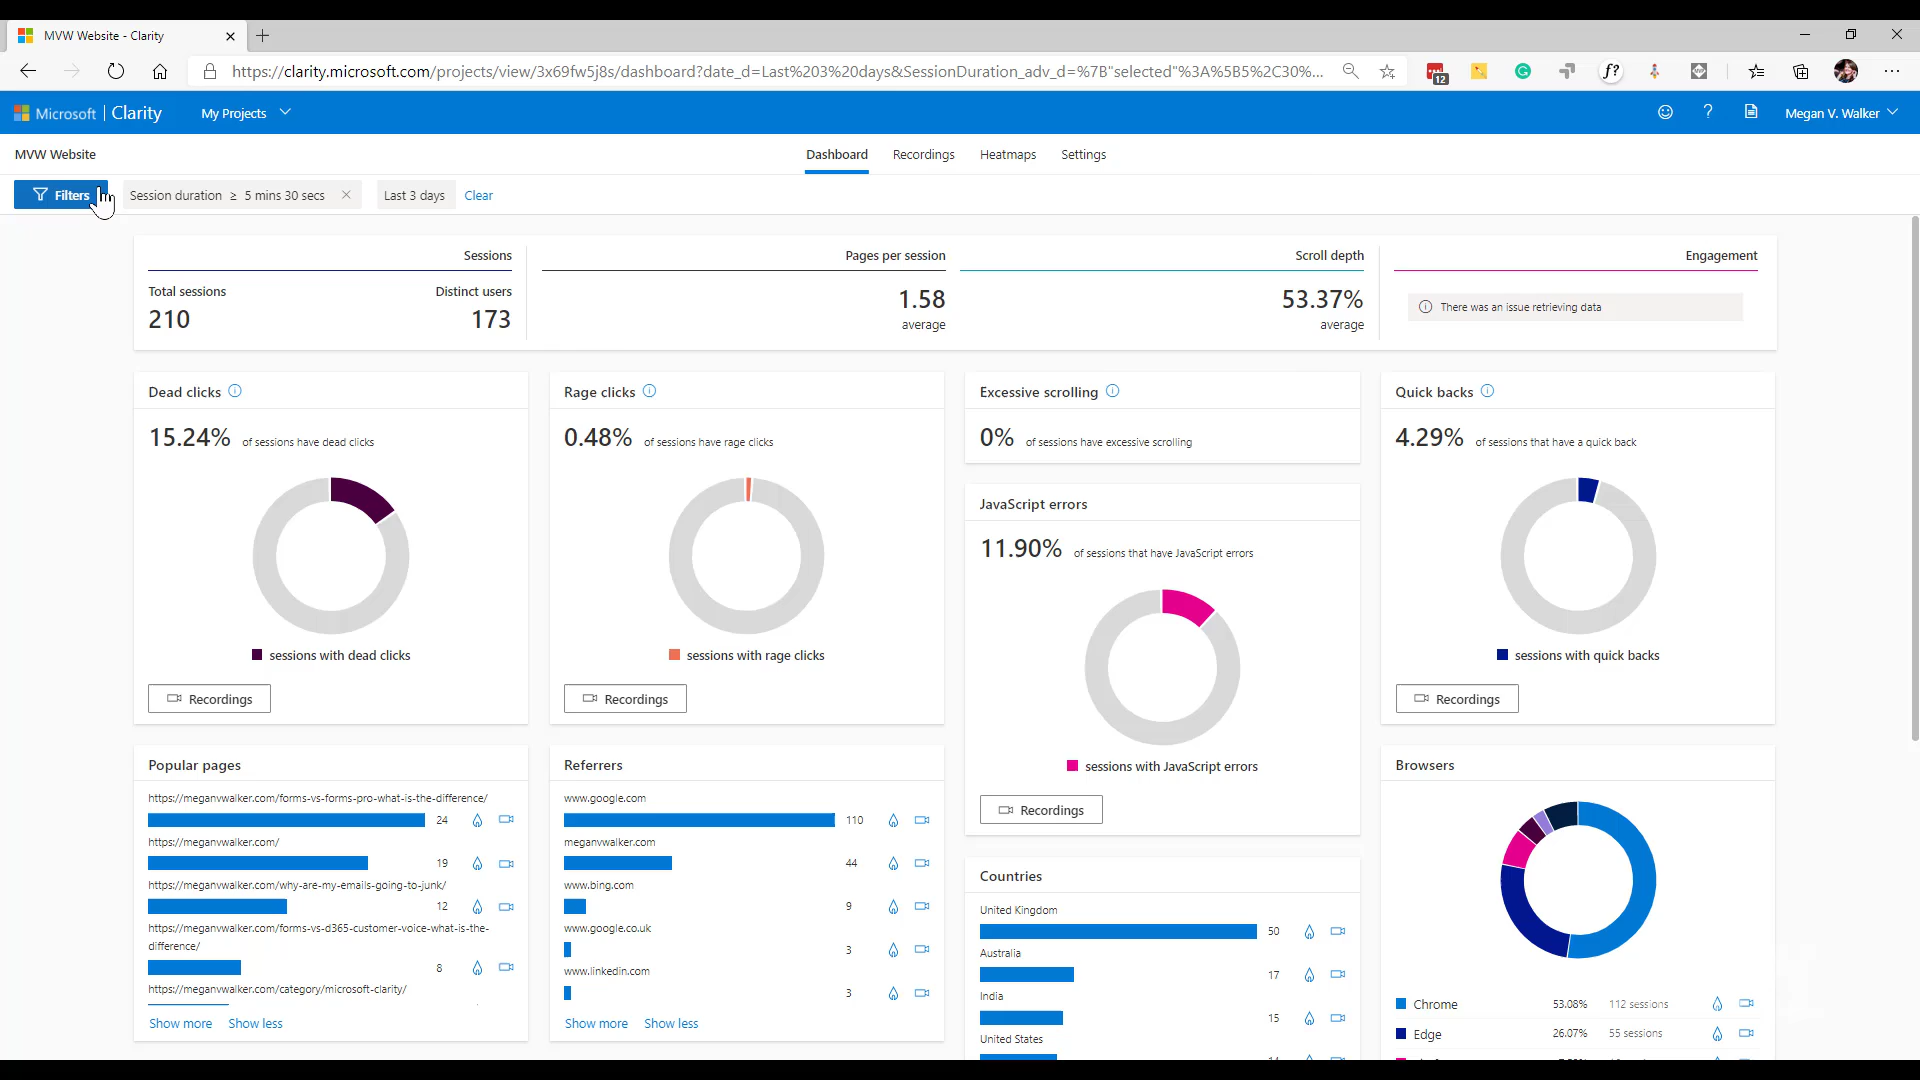 MVW Website - Clarity
https://clarity.microsoft.com/projects/view/3x69fw5j8s/dashboard?date_d=Last%203%20days&SessionDuration_adv_d=%7B"selected"%3A%5B5%2C30%...
12
f?
Microsoft | Clarity
My Projects
?
Megan V. Walker
MVW Website
Dashboard
Recordings
Heatmaps
Settings
Filters
Session duration ≥ 5 mins 30 secs
Last 3 days
Clear
Sessions
Total sessions
210
Distinct users
173
Pages per session
1.58
average
Scroll depth
53.37%
average
Engagement
There was an issue retrieving data
Dead clicks
15.24% of sessions have dead clicks
sessions with dead clicks
Recordings
Rage clicks
0.48% of sessions have rage clicks
sessions with rage clicks
Recordings
Excessive scrolling
0% of sessions have excessive scrolling
JavaScript errors
11.90% of sessions that have JavaScript errors
sessions with JavaScript errors
Recordings
Quick backs
4.29% of sessions that have a quick back
sessions with quick backs
Recordings
Popular pages
https://meganvwalker.com/forms-vs-forms-pro-what-is-the-difference/
24
https://meganvwalker.com/
19
https://meganvwalker.com/why-are-my-emails-going-to-junk/
12
https://meganvwalker.com/forms-vs-d365-customer-voice-what-is-the-
difference/
8
https://meganvwalker.com/category/microsoft-clarity/
Show more Show less
Referrers
www.google.com
110
meganvwalker.com
44
www.bing.com
9
www.google.co.uk
3
www.linkedin.com
3
Show more Show less
Countries
United Kingdom
50
Australia
17
India
15
United States
Browsers
Chrome 53.08% 112 sessions
Edge 26.07% 55 sessions